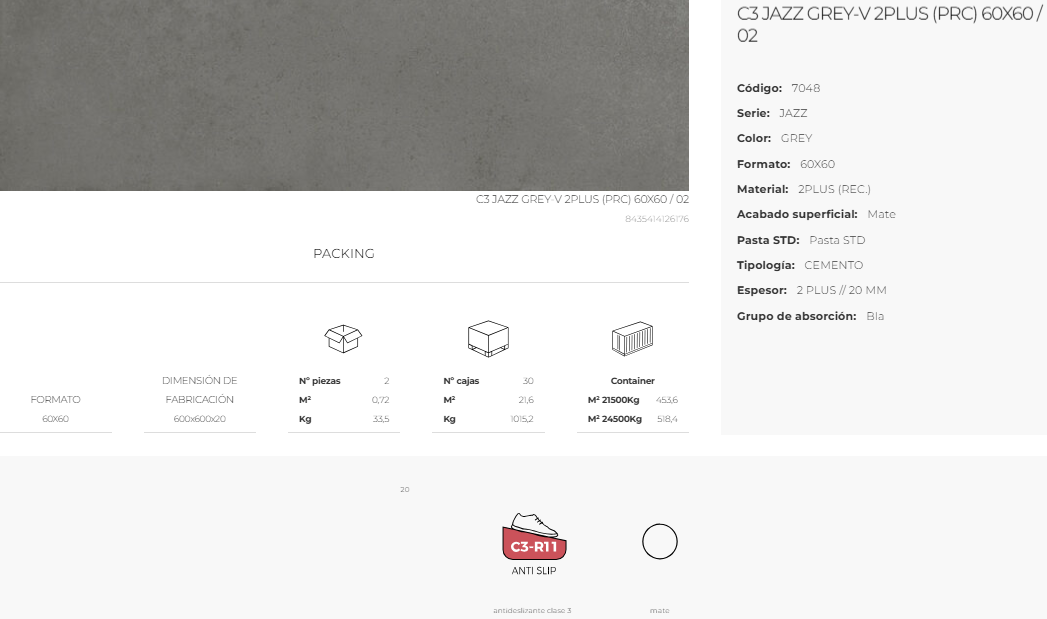 C3 JAZZ GREY-V 2PLUS (PRC) 60X60 /
02
Código: 7048
Serie: JAZZ
Color: GREY
Formato: 60X60
Material: 2PLUS (REC.)
Acabado superficial: Mate
Pasta STD: Pasta STD
Tipología: CEMENTO
Espesor: 2 PLUS // 20 MM
Grupo de absorción: BIa
C3 JAZZ GREY-V 2PLUS (PRC) 60X60 / 02
8435414126176
PACKING
FORMATO
60X60
DIMENSIÓN DE
FABRICACIÓN
600x600x20
Nº piezas 2
M² 0,72
Kg 33,5
Nº cajas 30
M² 21,6
Kg 1015,2
Container
M² 21500Kg 453,6
M² 24500Kg 518,4
20
C3-R11
ANTI SLIP
antideslizante clase 3
mate